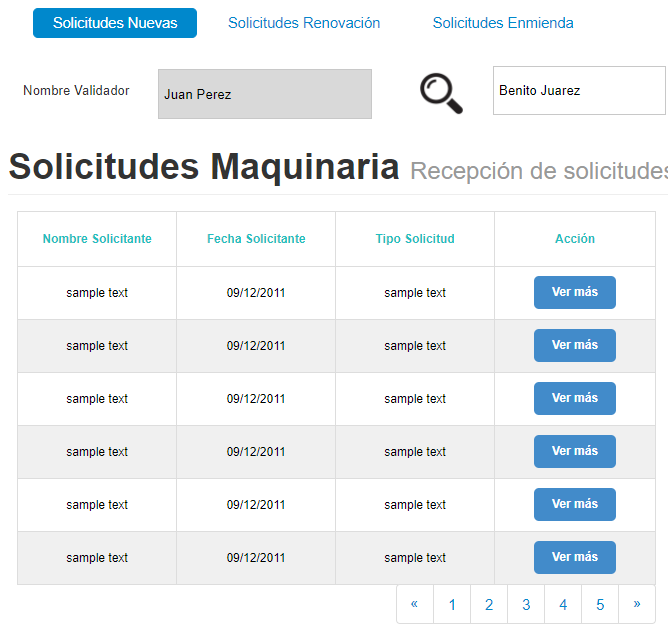 Solicitudes Nuevas Solicitudes Renovación Solicitudes Enmienda
Nombre Validador Juan Perez Benito Juarez
Solicitudes Maquinaria Recepción de solicitudes
Nombre Solicitante Fecha Solicitante Tipo Solicitud Acción
sample text 09/12/2011 sample text Ver más
sample text 09/12/2011 sample text Ver más
sample text 09/12/2011 sample text Ver más
sample text 09/12/2011 sample text Ver más
sample text 09/12/2011 sample text Ver más
sample text 09/12/2011 sample text Ver más
« 1 2 3 4 5 »